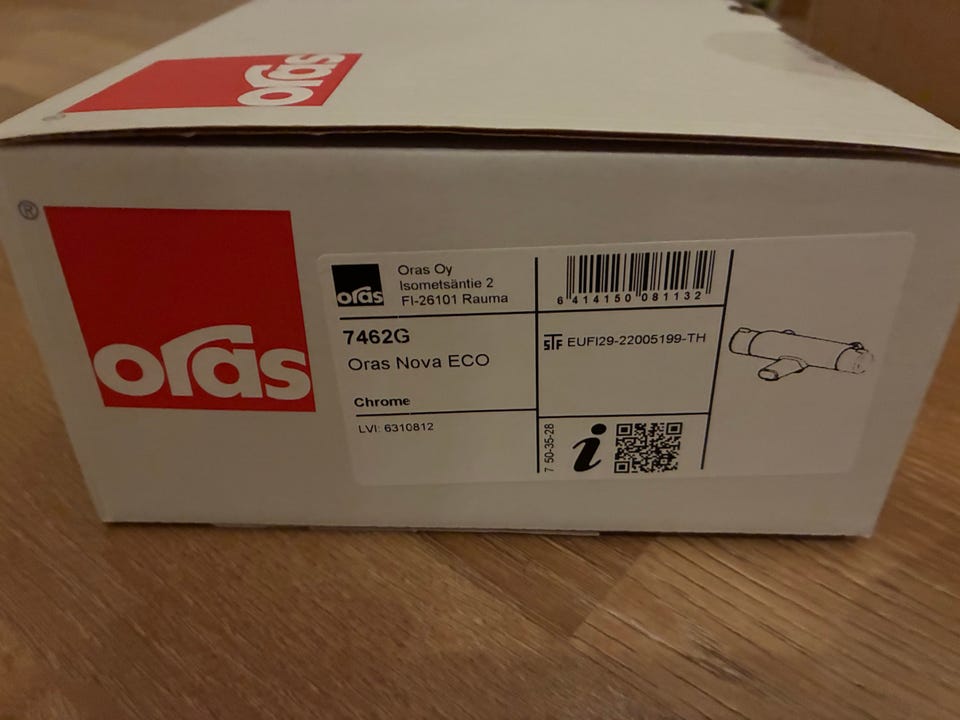 oras
®
oras
oras
Oras Oy
Isometsäntie 2
FI-26101 Rauma
7462G
Oras Nova ECO
Chrome
LVI: 6310812
6 414150 081132
STF EUFI29-22005199-TH
7 50-35-28
i